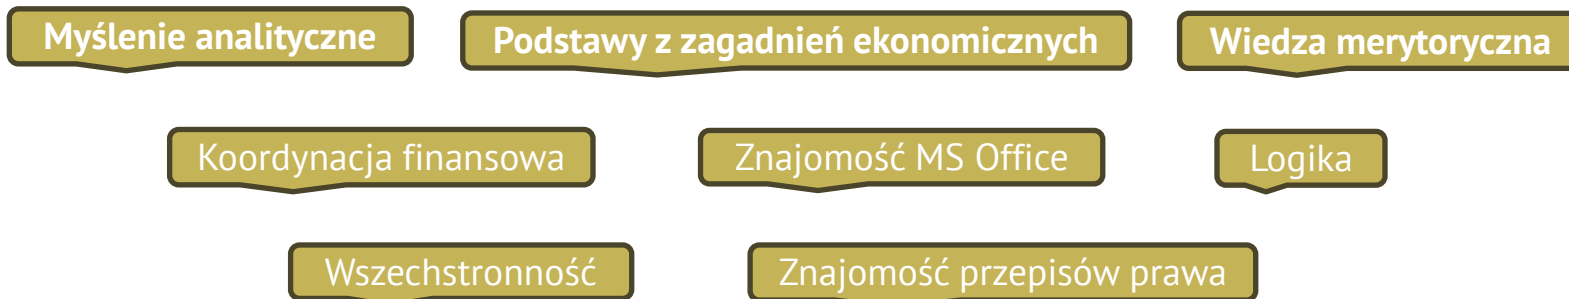 Myślenie analityczne
Podstawy z zagadnień ekonomicznych
Wiedza merytoryczna
Koordynacja finansowa
Znajomość MS Office
Logika
Wszechstronność
Znajomość przepisów prawa